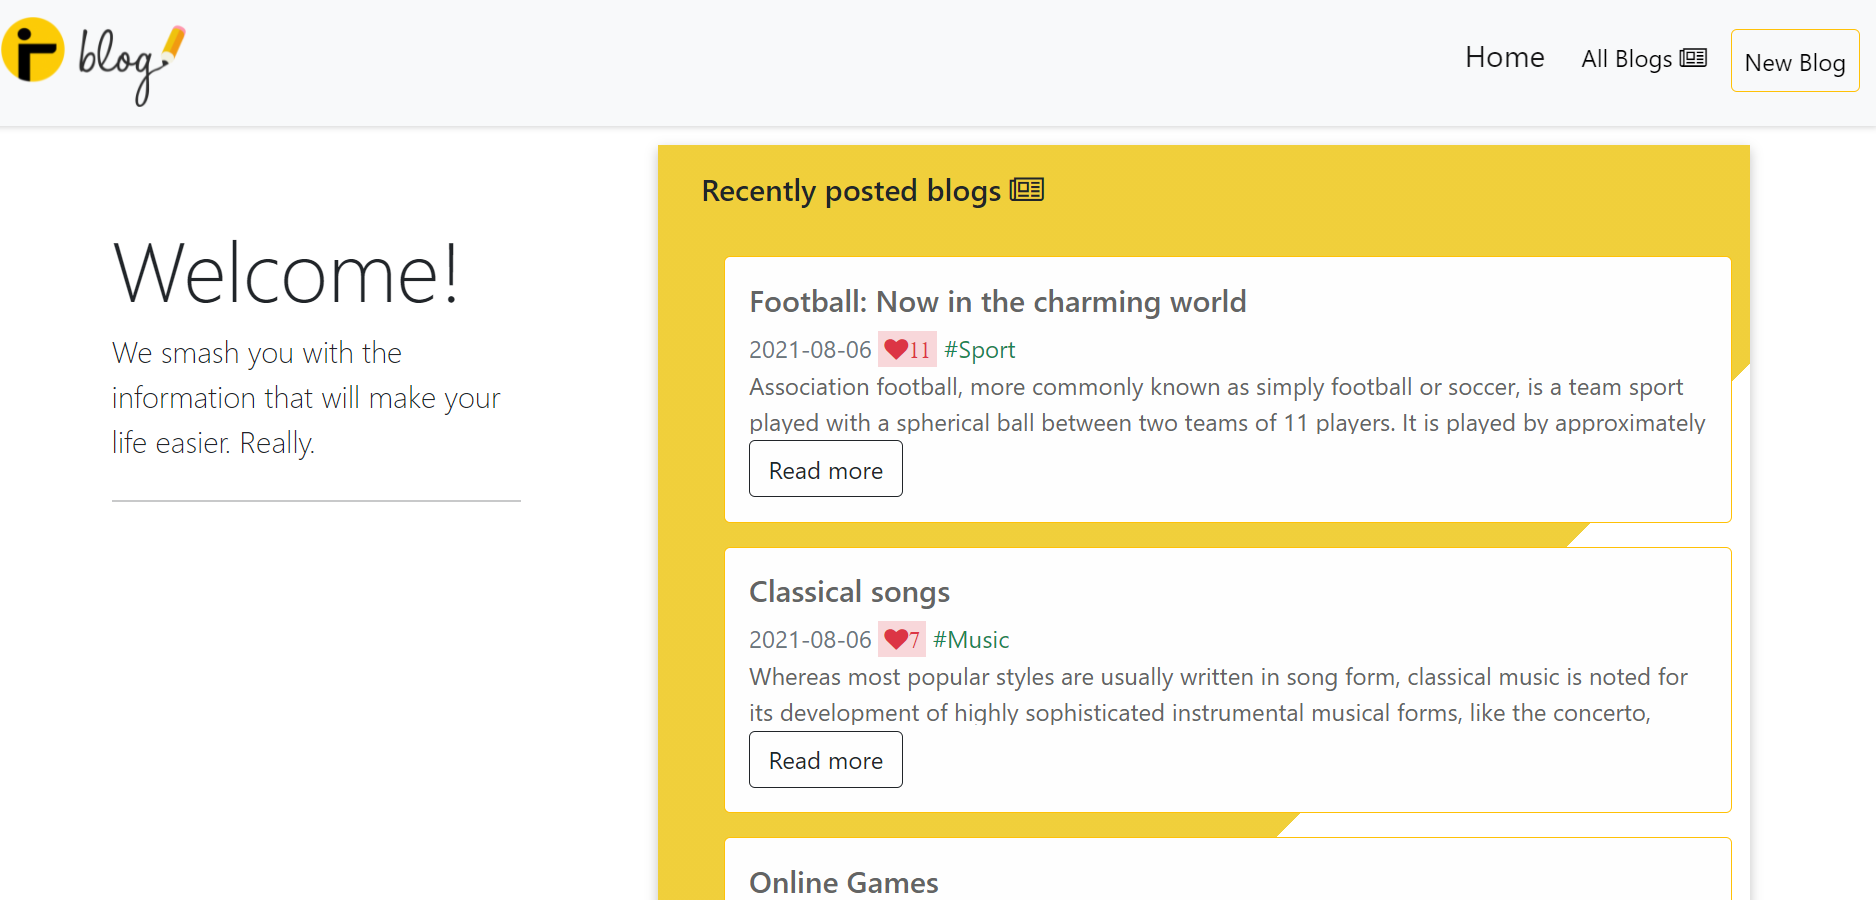 blog
Home
All Blogs
New Blog
Welcome!
We smash you with the
information that will make your
life easier. Really.
Recently posted blogs
Football: Now in the charming world
2021-08-06 11 #Sport
Association football, more commonly known as simply football or soccer, is a team sport
played with a spherical ball between two teams of 11 players. It is played by approximately
Read more
Classical songs
2021-08-06 7 #Music
Whereas most popular styles are usually written in song form, classical music is noted for
its development of highly sophisticated instrumental musical forms, like the concerto,
Read more
Online Games